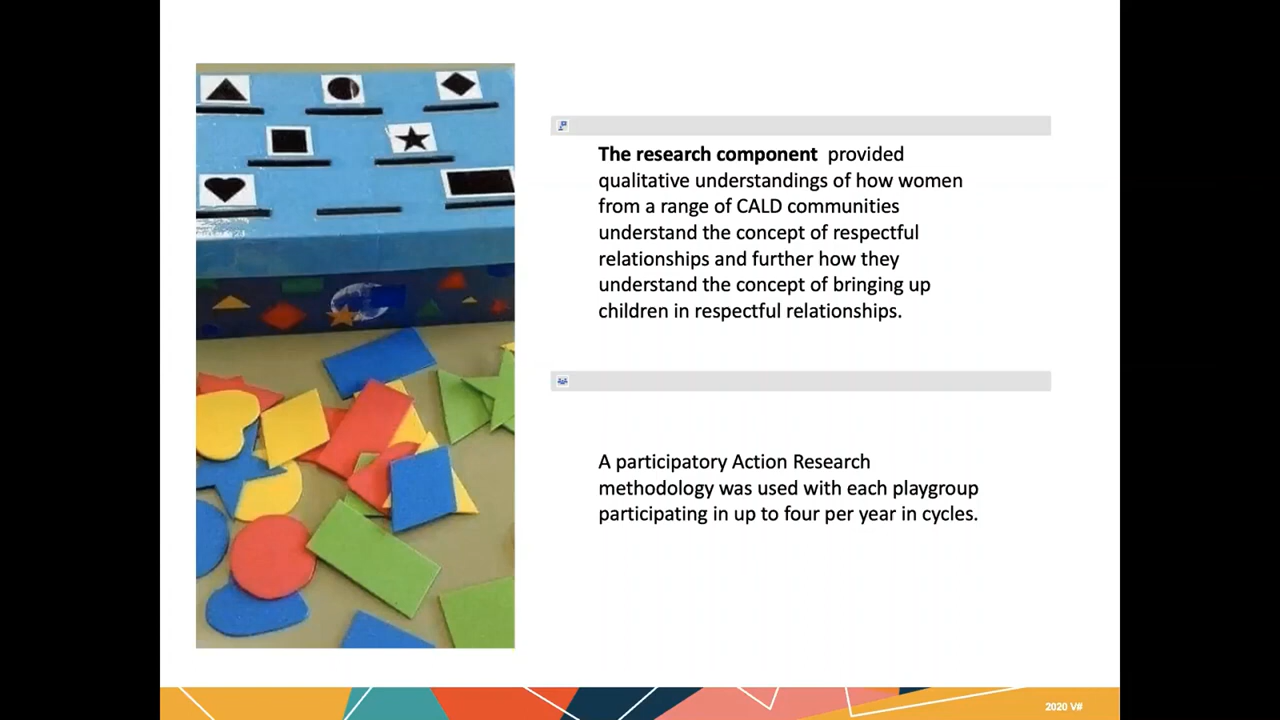 The research component provided
qualitative understandings of how women
from a range of CALD communities
understand the concept of respectful
relationships and further how they
understand the concept of bringing up
children in respectful relationships.
A participatory Action Research
methodology was used with each playgroup
participating in up to four per year in cycles.
2020 V#